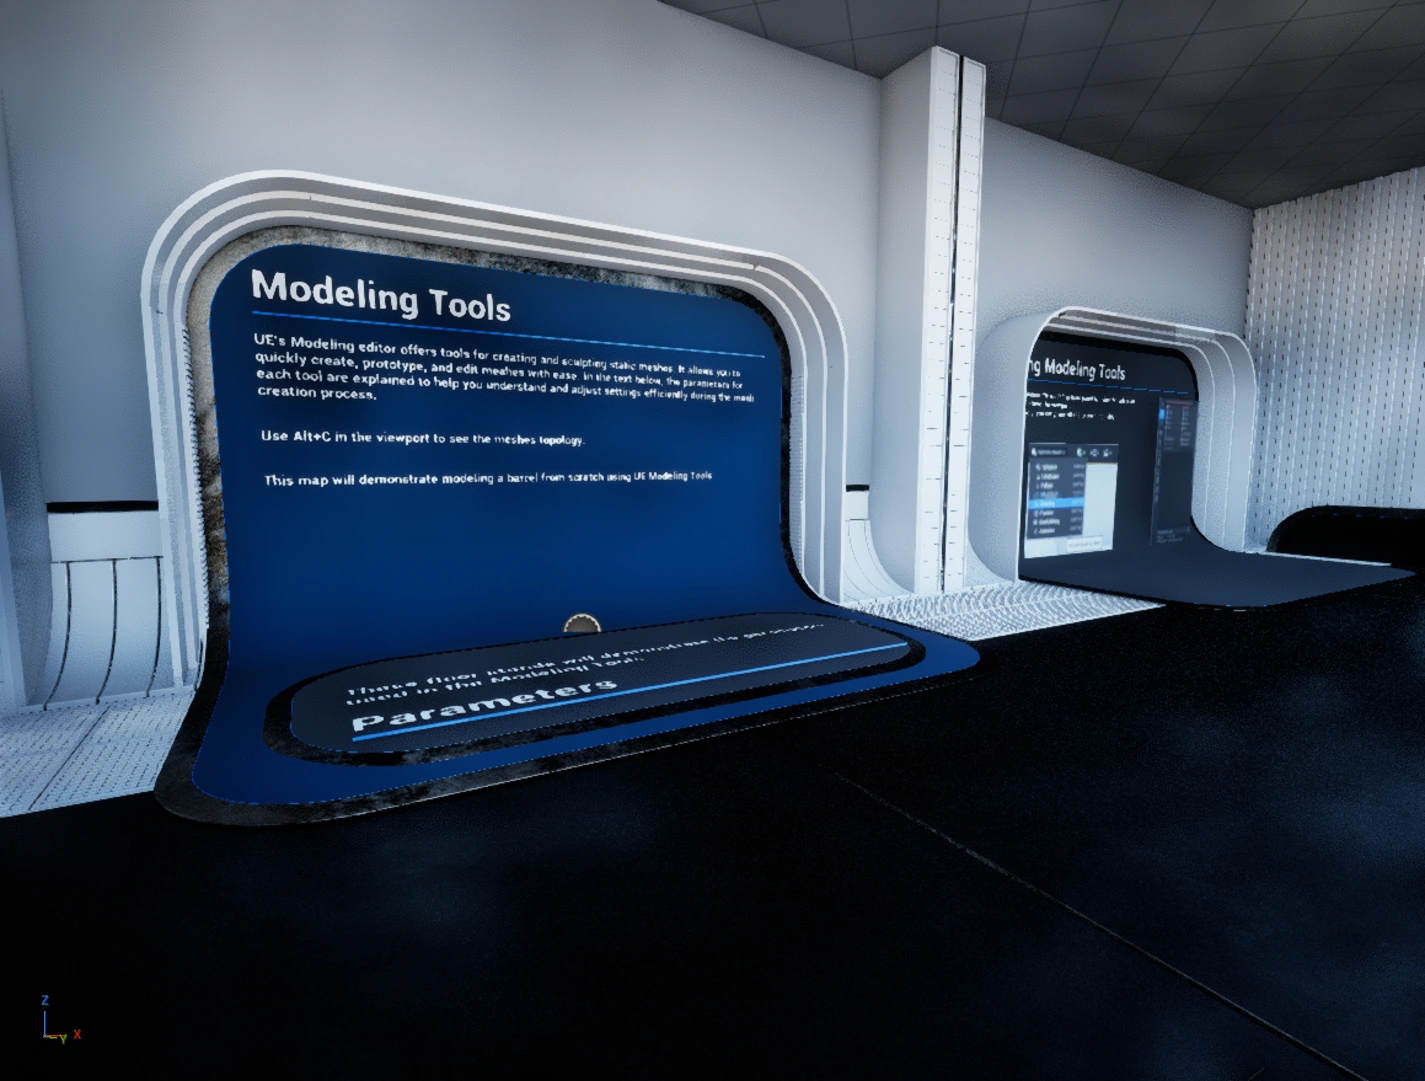 Modeling Tools
UE's Modeling editor offers tools for creating and sculpting static meshes. It allows you to
quickly create, prototype, and edit meshes with ease. In the text below, the parameters for
each tool are explained to help you understand and adjust settings efficiently during the mesh
creation process.
Use Alt+C in the viewport to see the meshes topology.
This map will demonstrate modeling a barrel from scratch using UE Modeling Tools
These floor stands will demonstrate the parameters
used in the Modeling Tools.
Parameters
ng Modeling Tools
Z
Y
X